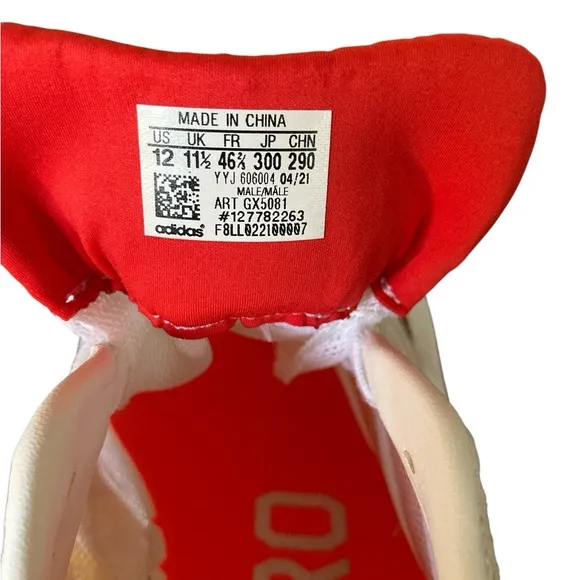 MADE IN CHINA
US UK FR JP CHN
12 11½ 46⅔ 300 290
YYJ 606004 04/21
MALE/MÂLE
ART GX5081
#127782263
adidas® F8LL022100007
RO